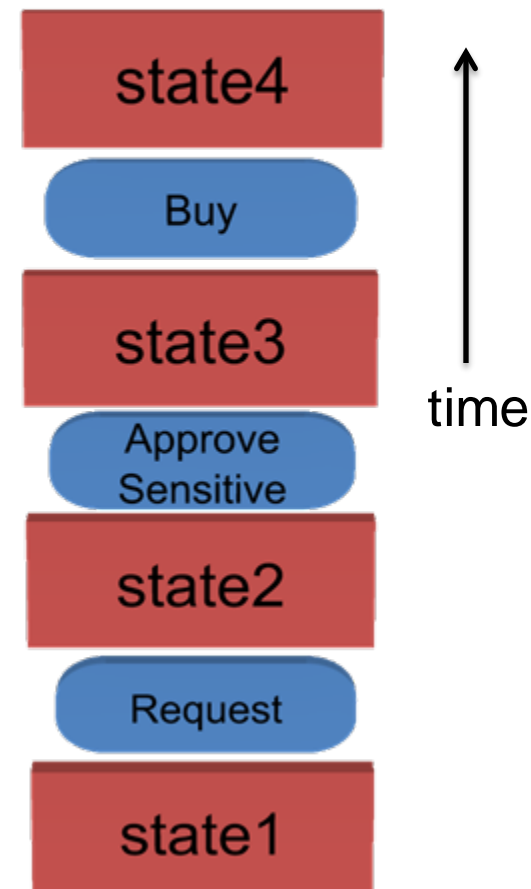 state4
Buy
state3
time
Approve
Sensitive
state2
Request
state1